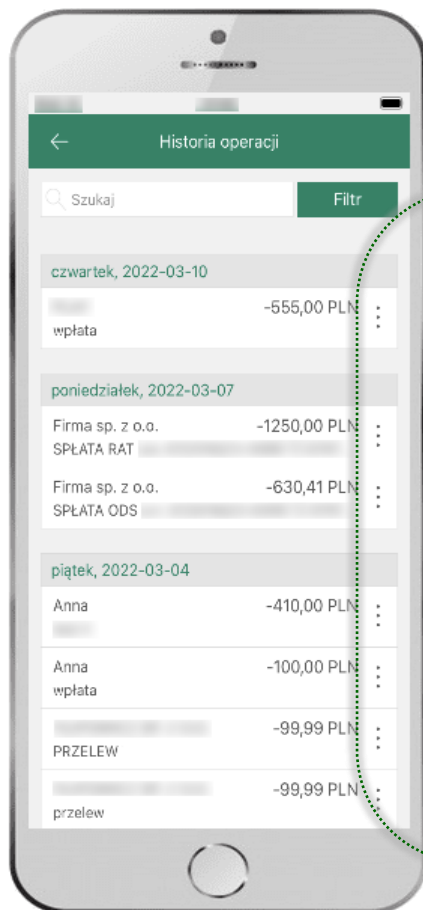 Historia operacji
Szukaj
Filtr
czwartek, 2022-03-10
-555,00 PLN
wpłata
poniedziałek, 2022-03-07
Firma sp. z o.o. -1250,00 PLN
SPŁATA RAT
Firma sp. z o.o. -630,41 PLN
SPŁATA ODS
piątek, 2022-03-04
Anna -410,00 PLN
Anna -100,00 PLN
wpłata
-99,99 PLN
PRZELEW
-99,99 PLN
przelew